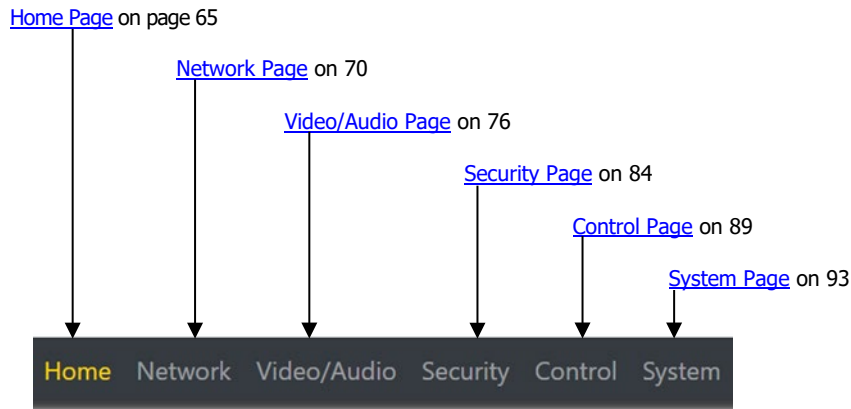 Home Page on page 65
Network Page on 70
Video/Audio Page on 76
Security Page on 84
Control Page on 89
System Page on 93
Home Network Video/Audio Security Control System